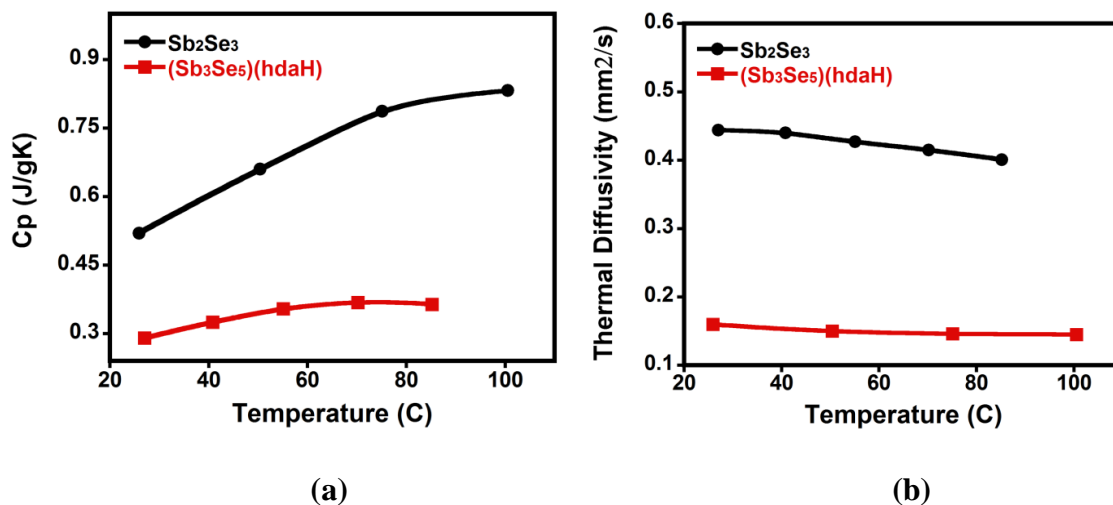 Cp (J/gK)
0.9
0.75
0.6
0.45
0.3
Sb₂Se₃
(Sb₃Se₅)(hdaH)
20 40 60 80 100
Temperature (C)
(a)
Thermal Diffusivity (mm2/s)
0.6
0.5
0.4
0.3
0.2
0.1
Sb₂Se₃
(Sb₃Se₅)(hdaH)
20 40 60 80 100
Temperature (C)
(b)